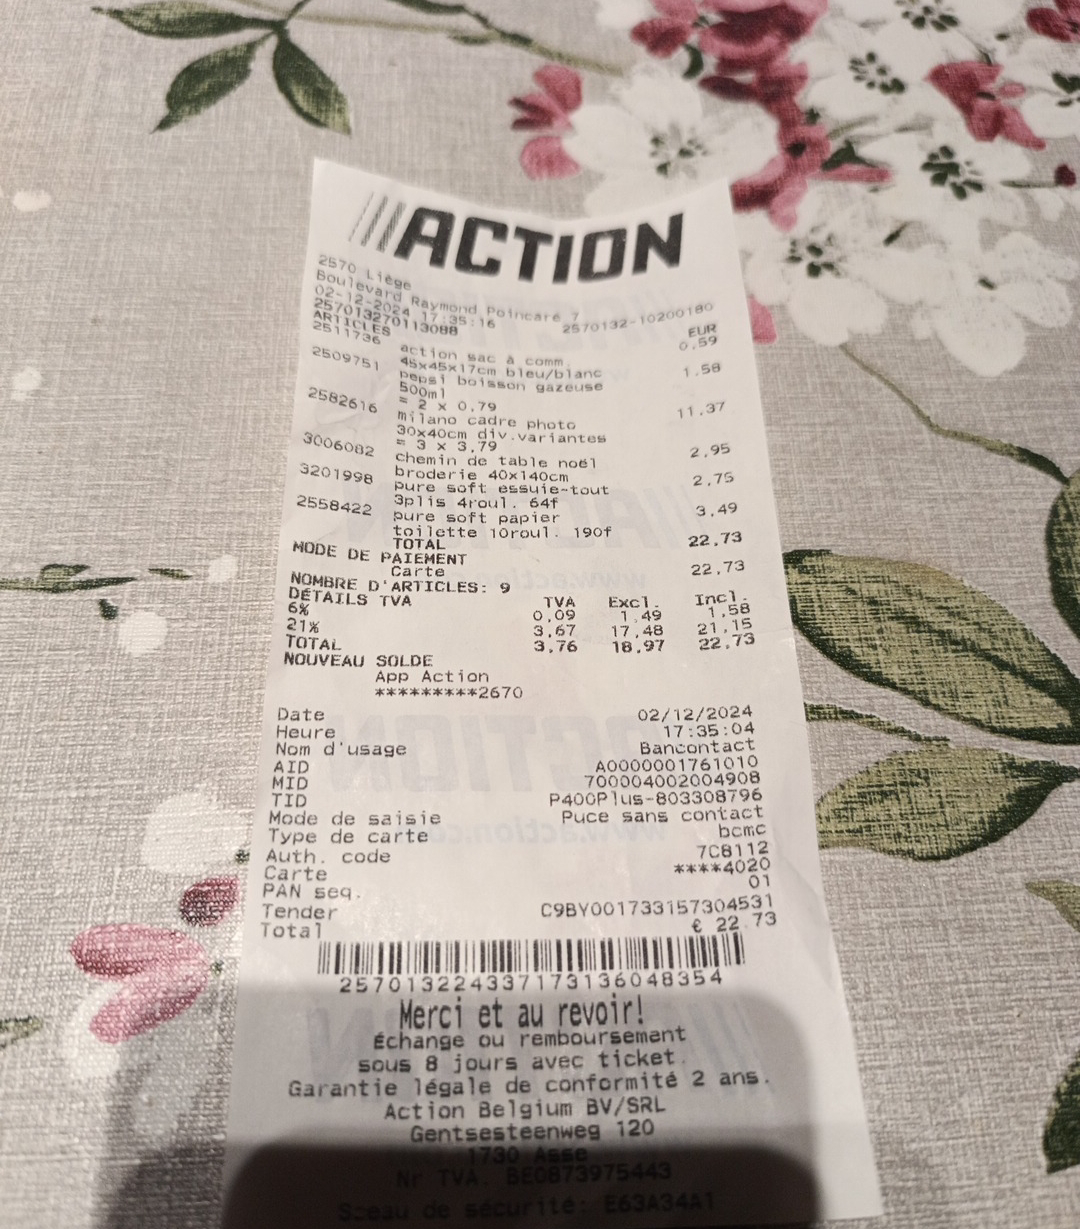 ACTION
2570 Liège
Boulevard Raymond Poincaré 7
02-12-2024 17:35:16 2570132-10200180
257013270113088
ARTICLES EUR
2511736 action sac à comm. 0.59
45x45x17cm bleu/blanc
2509751 pepsi boisson gazeuse 1.58
500ml
= 2 x 0.79
2582616 milano cadre photo 11.37
30x40cm div.variantes
= 3 x 3.79
3006082 chemin de table noël 2.95
broderie 40x140cm
3201998 pure soft essuie-tout 2.75
3plis 4roul. 64f
2558422 pure soft papier 3.49
toilette 10roul. 190f
TOTAL 22.73
MODE DE PAIEMENT
Carte 22.73
NOMBRE D'ARTICLES: 9
DÉTAILS TVA TVA Excl. Incl.
6% 0.09 1.49 1.58
21% 3.67 17.48 21.15
TOTAL 3.76 18.97 22.73
NOUVEAU SOLDE
App Action
*********2670
Date 02/12/2024
Heure 17:35:04
Nom d'usage Bancontact
AID A0000001761010
MID 700004002004908
TID P400Plus-803308796
Mode de saisie Puce sans contact
Type de carte bcmc
Auth. code 7C8112
Carte ****4020
PAN seq. 01
Tender C9BY001733157304531
Total € 22.73
257013224337173136048354
Merci et au revoir!
Échange ou remboursement
sous 8 jours avec ticket.
Garantie légale de conformité 2 ans.
Action Belgium BV/SRL
Gentsesteenweg 120
1730 Asse
Nr TVA. BE0873975443
Sceau de sécurité: E63A34A1